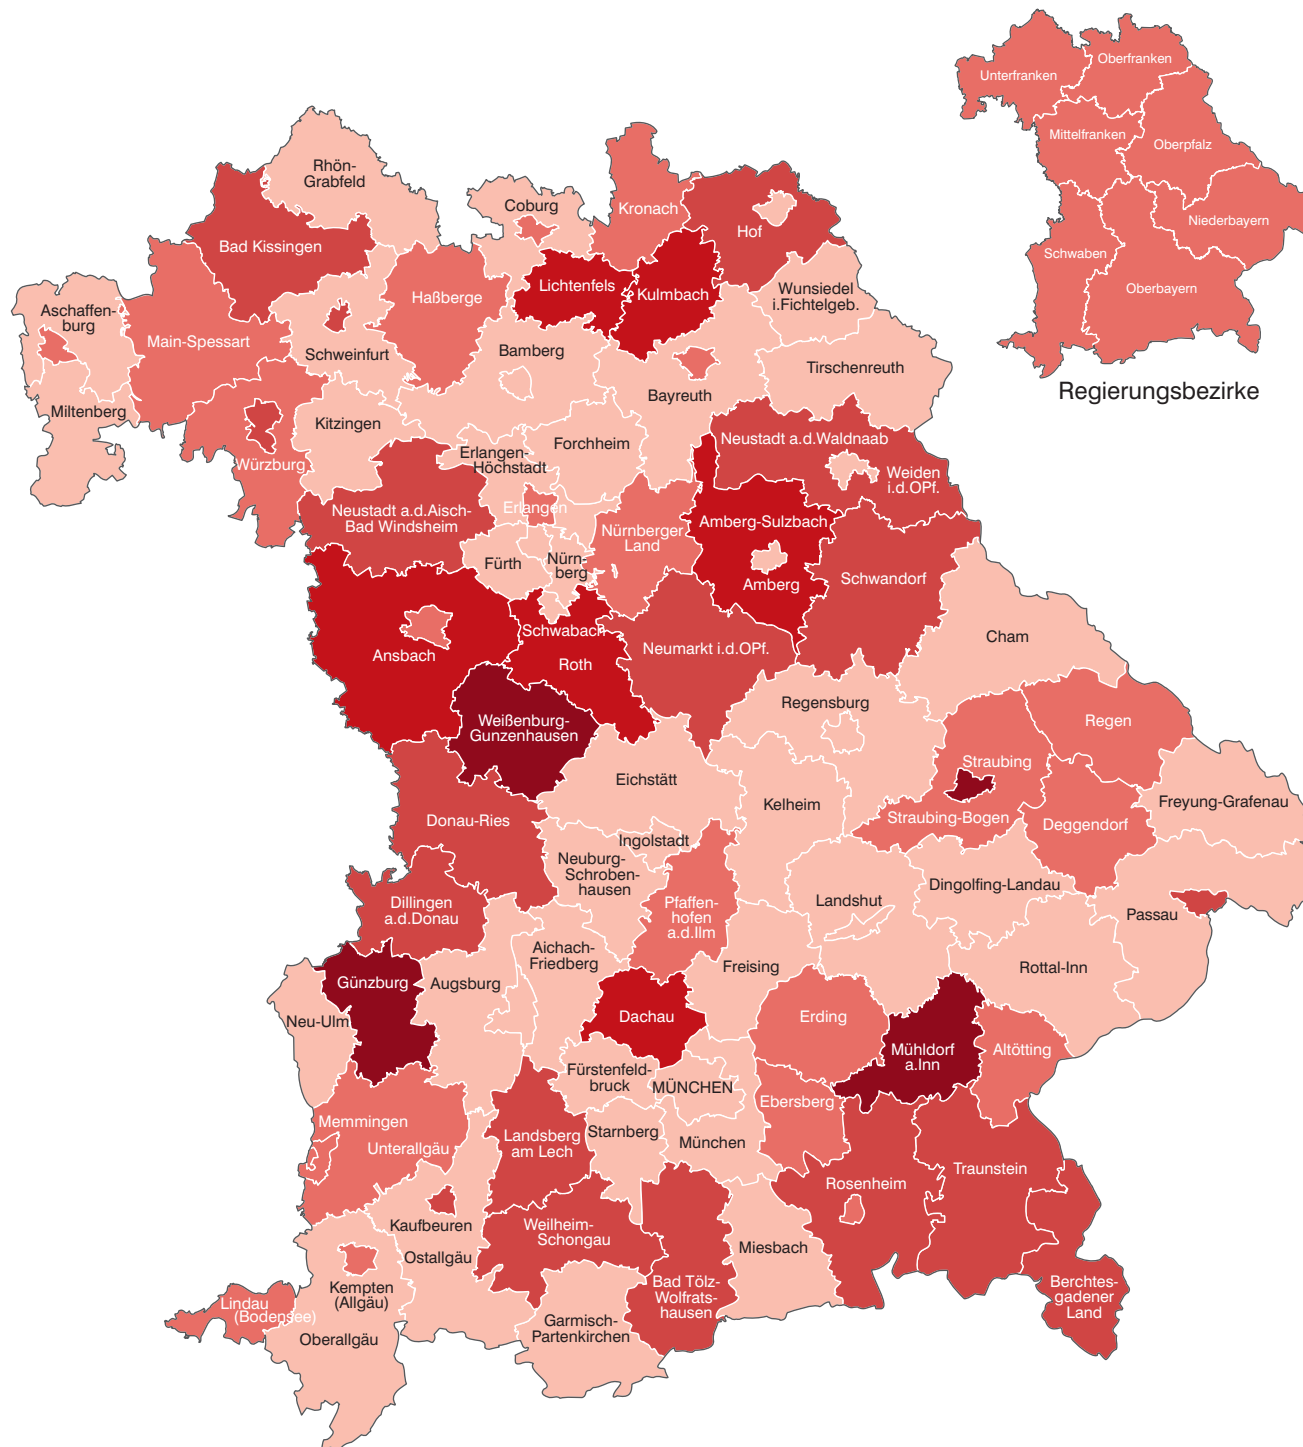 Oberfranken
Unterfranken
Mittelfranken
Oberpfalz
Niederbayern
Schwaben
Oberbayern
Regierungsbezirke
Rhön-
Grabfeld
Coburg
Kronach
Hof
Bad Kissingen
Lichtenfels
Kulmbach
Haßberge
Wunsiedel
i.Fichtelgeb.
Aschaffen-
burg
Main-Spessart
Schweinfurt
Bamberg
Tirschenreuth
Bayreuth
Miltenberg
Kitzingen
Forchheim
Neustadt a.d.Waldnaab
Erlangen-
Höchstadt
Würzburg
Weiden
i.d.OPf.
Neustadt a.d.Aisch-
Bad Windsheim
Erlangen
Nürnberger
Land
Amberg-Sulzbach
Fürth
Nürn-
berg
Amberg
Schwandorf
Schwabach
Roth
Ansbach
Neumarkt i.d.OPf.
Cham
Regensburg
Weißenburg-
Gunzenhausen
Regen
Straubing
Eichstätt
Kelheim
Freyung-Grafenau
Donau-Ries
Straubing-Bogen
Deggendorf
Ingolstadt
Neuburg-
Schroben-
hausen
Dingolfing-Landau
Dillingen
a.d.Donau
Pfaffen-
hofen
a.d.Ilm
Landshut
Passau
Aichach-
Friedberg
Freising
Rottal-Inn
Günzburg
Augsburg
Neu-Ulm
Dachau
Erding
Mühldorf
a.Inn
Altötting
Fürstenfeld-
bruck
MÜNCHEN
Ebersberg
Memmingen
Unterallgäu
Landsberg
am Lech
Starnberg
München
Traunstein
Rosenheim
Kaufbeuren
Weilheim-
Schongau
Ostallgäu
Miesbach
Kempten
(Allgäu)
Bad Tölz-
Wolfrats-
hausen
Berchtes-
gadener
Land
Lindau
(Bodensee)
Oberallgäu
Garmisch-
Partenkirchen